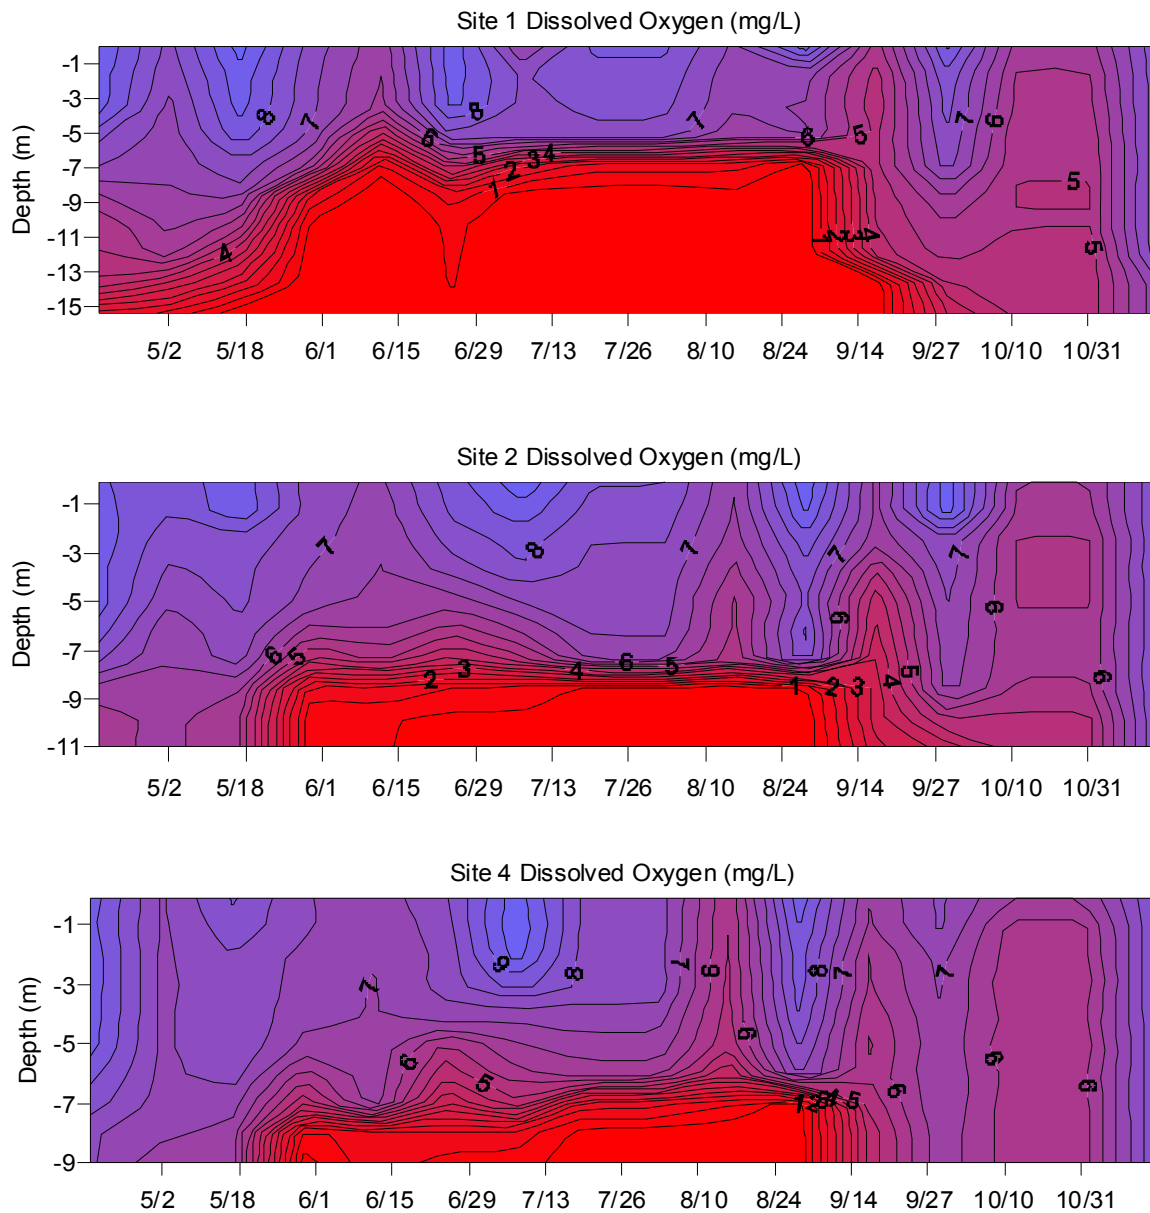 Site 1 Dissolved Oxygen (mg/L)
Depth (m)
-1
-3
-5
-7
-9
-11
-13
-15
8 7 6 8 5 2 3 4 1 7 6 5 7 6 5
4 1 2 3 4 5
5/2 5/18 6/1 6/15 6/29 7/13 7/26 8/10 8/24 9/14 9/27 10/10 10/31
Site 2 Dissolved Oxygen (mg/L)
Depth (m)
-1
-3
-5
-7
-9
-11
7 8 7 7 7
6 6
6 5 2 3 4 6 5 1 2 3 4 5 6
5/2 5/18 6/1 6/15 6/29 7/13 7/26 8/10 8/24 9/14 9/27 10/10 10/31
Site 4 Dissolved Oxygen (mg/L)
Depth (m)
-1
-3
-5
-7
-9
7 9 8 7 6 8 7 7
6 5 6 6
1 5 6 6
5/2 5/18 6/1 6/15 6/29 7/13 7/26 8/10 8/24 9/14 9/27 10/10 10/31